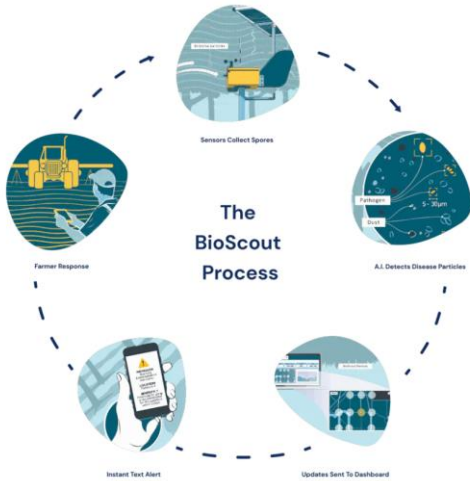 Sensors Collect Spores
Pathogen
5-30μm
Dust
A.I. Detects Disease Particles
The
BioScout
Process
Farmer Response
Instant Text Alert
Updates Sent To Dashboard